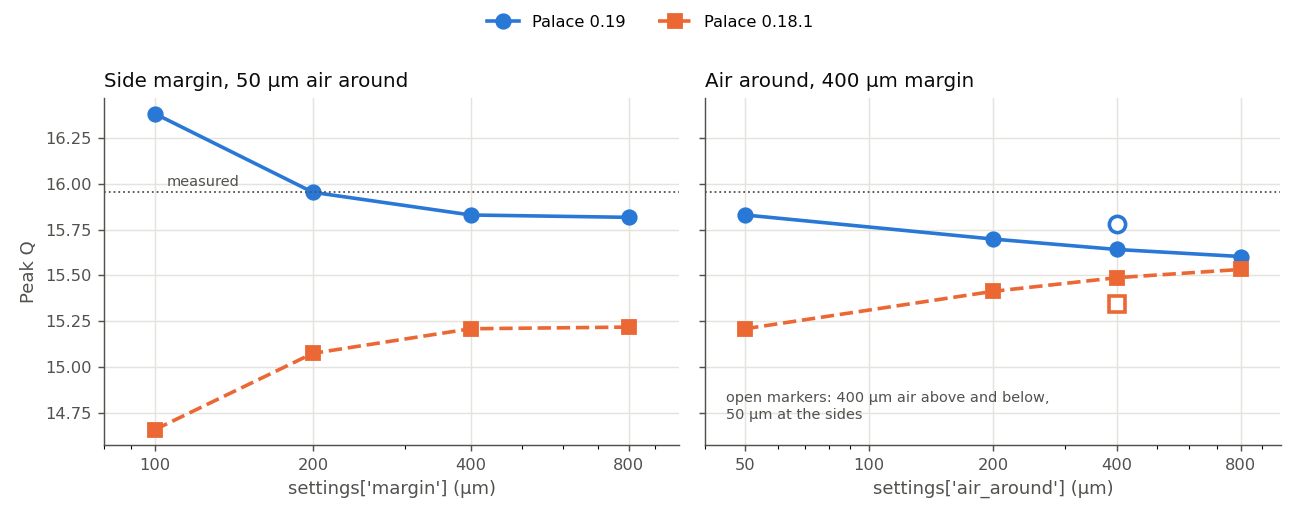 Palace 0.19
Palace 0.18.1
Side margin, 50 µm air around
Air around, 400 µm margin
Peak Q
16.25
16.00
15.75
15.50
15.25
15.00
14.75
measured
open markers: 400 µm air above and below,
50 µm at the sides
100
200
400
800
50
100
200
400
800
settings['margin'] (µm)
settings['air_around'] (µm)